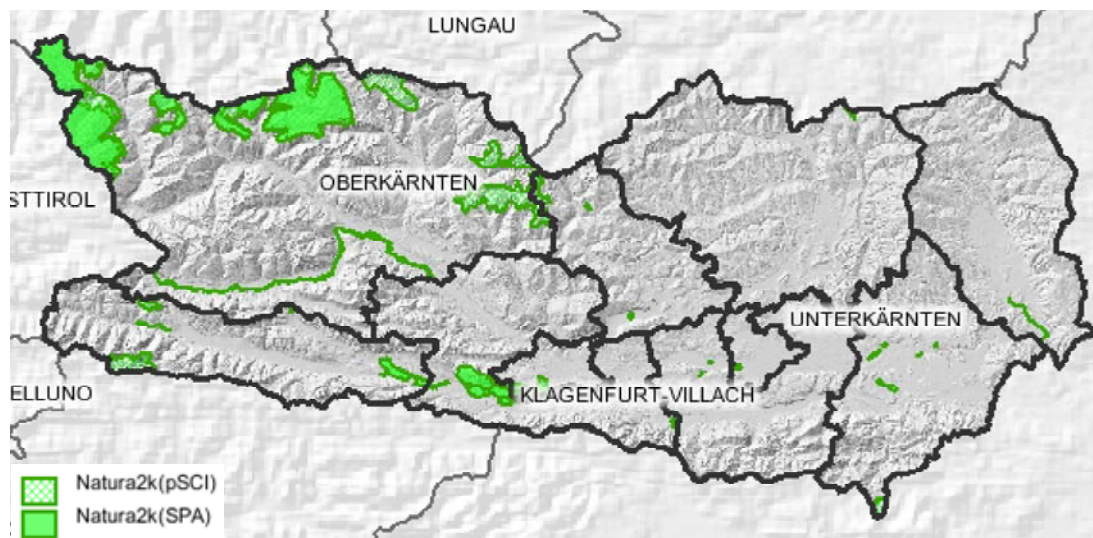 LUNGAU
OBERKÄRNTEN
STTIROL
UNTERKÄRNTEN
ELLUNO
KLAGENFURT-VILLACH
Natura2k(pSCI)
Natura2k(SPA)